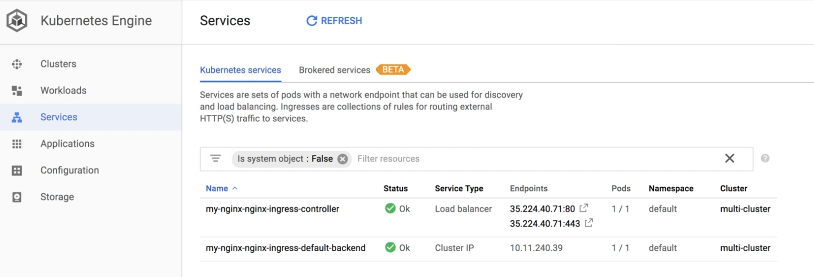 Kubernetes Engine
Services
REFRESH
Clusters
Workloads
Services
Applications
Configuration
Storage
Kubernetes services
Brokered services BETA
Services are sets of pods with a network endpoint that can be used for discovery
and load balancing. Ingresses are collections of rules for routing external
HTTP(S) traffic to services.
Is system object : False Filter resources
Name Status Service Type Endpoints Pods Namespace Cluster
my-nginx-nginx-ingress-controller Ok Load balancer 35.224.40.71:80 1 / 1 default multi-cluster
35.224.40.71:443
my-nginx-nginx-ingress-default-backend Ok Cluster IP 10.11.240.39 1 / 1 default multi-cluster